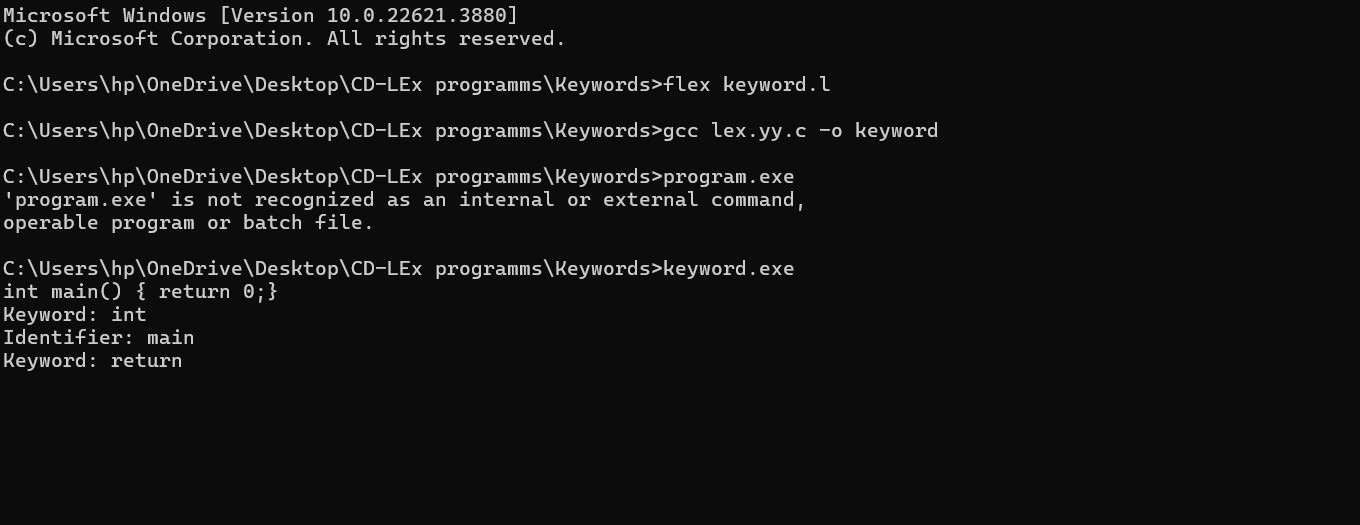 Microsoft Windows [Version 10.0.22621.3880]
(c) Microsoft Corporation. All rights reserved.
C:\Users\hp\OneDrive\Desktop\CD-LEx programms\Keywords>flex keyword.l
C:\Users\hp\OneDrive\Desktop\CD-LEx programms\Keywords>gcc lex.yy.c -o keyword
C:\Users\hp\OneDrive\Desktop\CD-LEx programms\Keywords>program.exe
'program.exe' is not recognized as an internal or external command,
operable program or batch file.
C:\Users\hp\OneDrive\Desktop\CD-LEx programms\Keywords>keyword.exe
int main() { return 0;}
Keyword: int
Identifier: main
Keyword: return